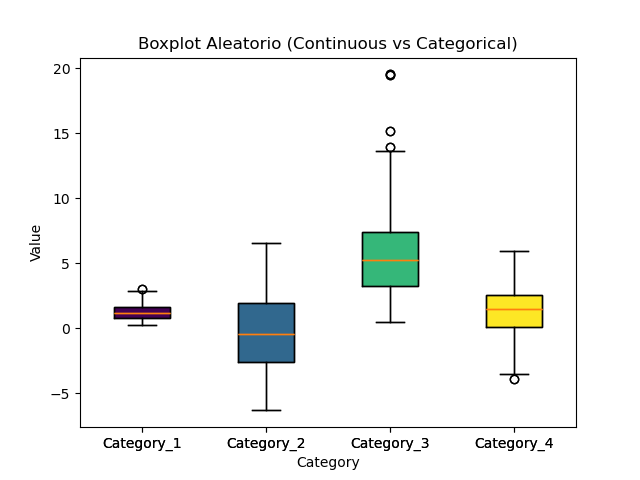 Boxplot Aleatorio (Continuous vs Categorical)
20
15
10
5
0
−5
Value
Category_1 Category_2 Category_3 Category_4
Category